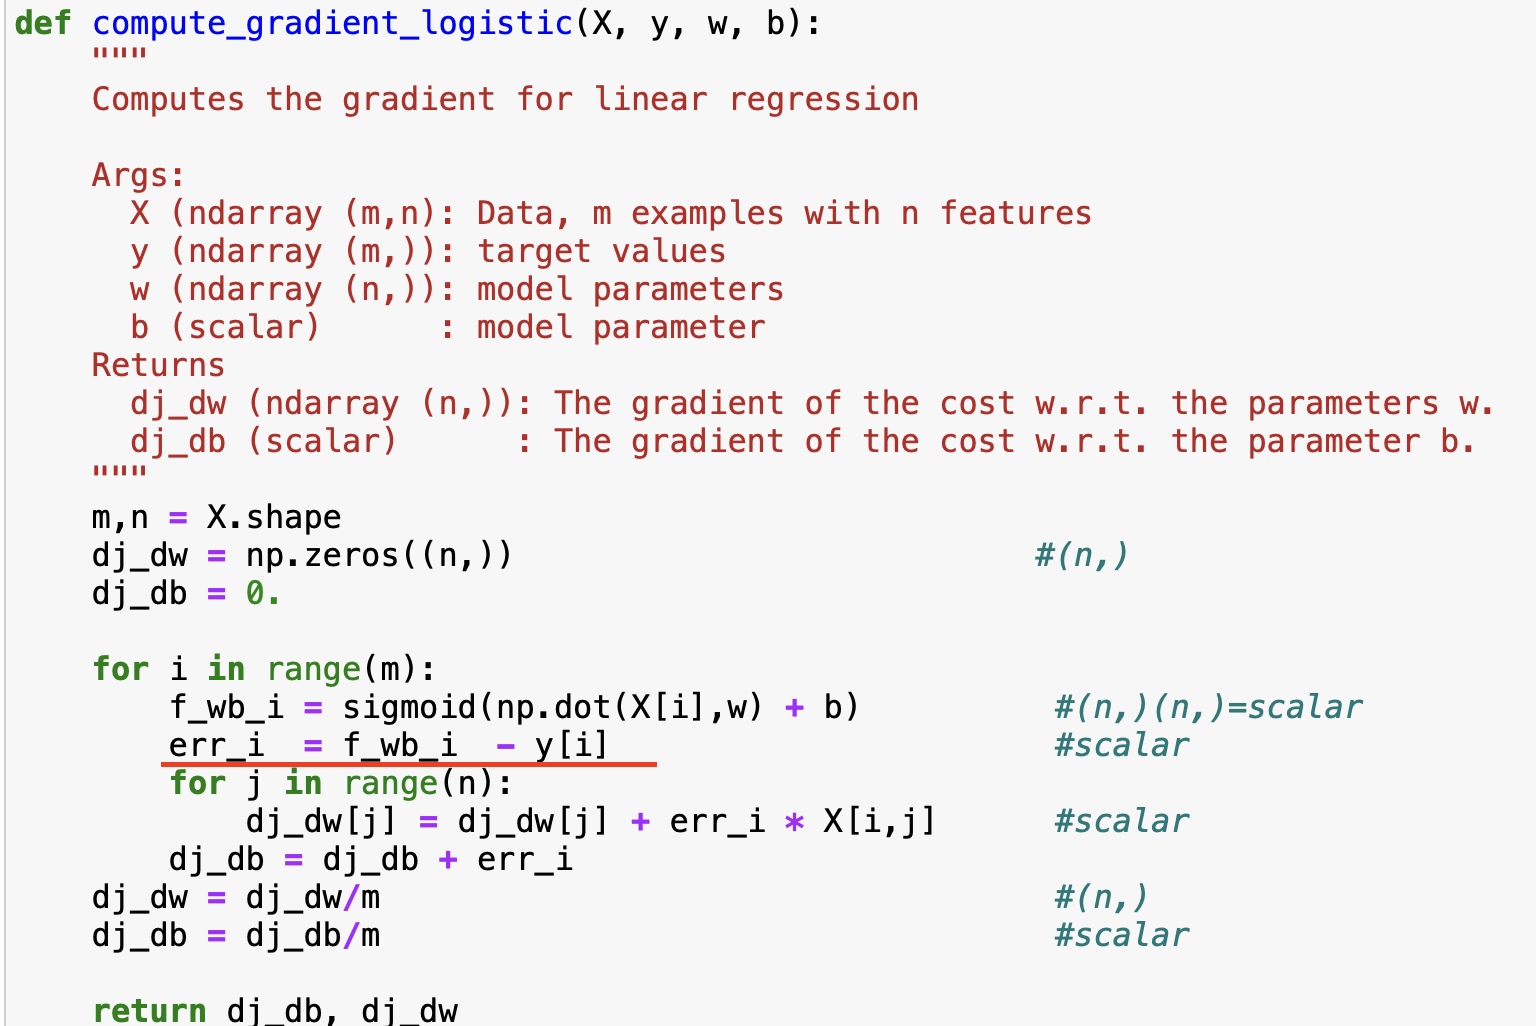 def compute_gradient_logistic(X, y, w, b):
    """
    Computes the gradient for linear regression

    Args:
      X (ndarray (m,n): Data, m examples with n features
      y (ndarray (m,)): target values
      w (ndarray (n,)): model parameters
      b (scalar)      : model parameter
    Returns
      dj_dw (ndarray (n,)): The gradient of the cost w.r.t. the parameters w.
      dj_db (scalar)      : The gradient of the cost w.r.t. the parameter b.
    """
    m,n = X.shape
    dj_dw = np.zeros((n,))                           #(n,)
    dj_db = 0.

    for i in range(m):
        f_wb_i = sigmoid(np.dot(X[i],w) + b)          #(n,)(n,)=scalar
        err_i  = f_wb_i  - y[i]                       #scalar
        for j in range(n):
            dj_dw[j] = dj_dw[j] + err_i * X[i,j]      #scalar
        dj_db = dj_db + err_i
    dj_dw = dj_dw/m                                   #(n,)
    dj_db = dj_db/m                                   #scalar

    return dj_db, dj_dw